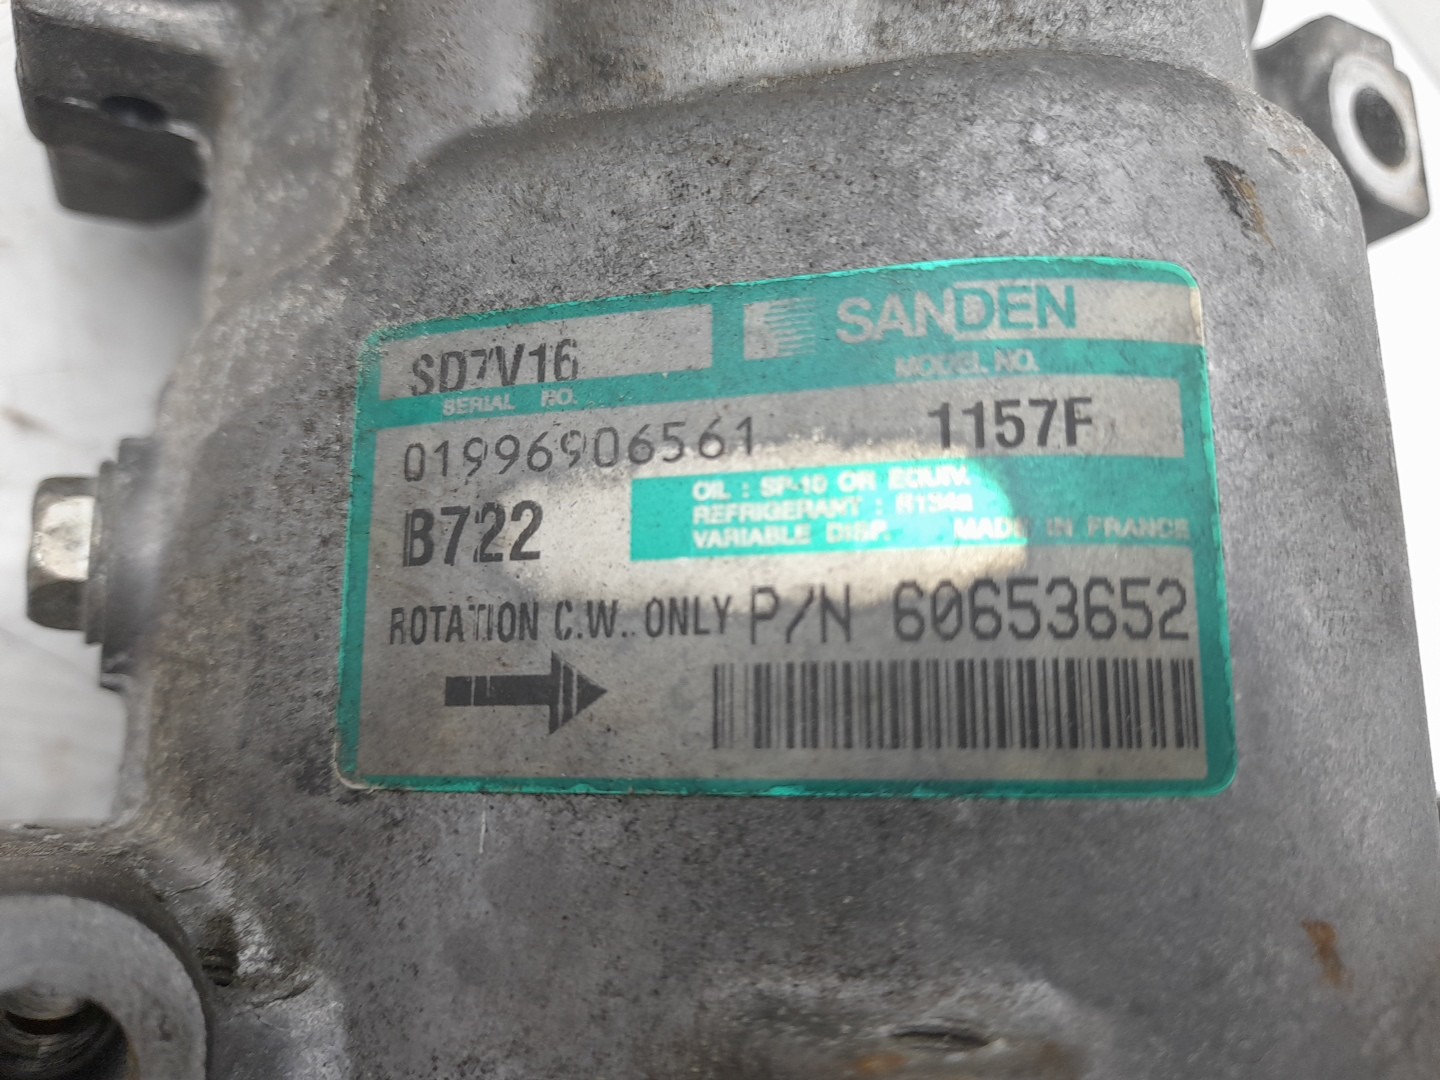 SD7V16 SANDEN
SERIAL NO. MODEL NO.
01996906561 1157F
B722
OIL : SP-10 OR EQUIV.
REFRIGERANT : R134a
VARIABLE DISP. MADE IN FRANCE
ROTATION C.W. ONLY P/N 60653652